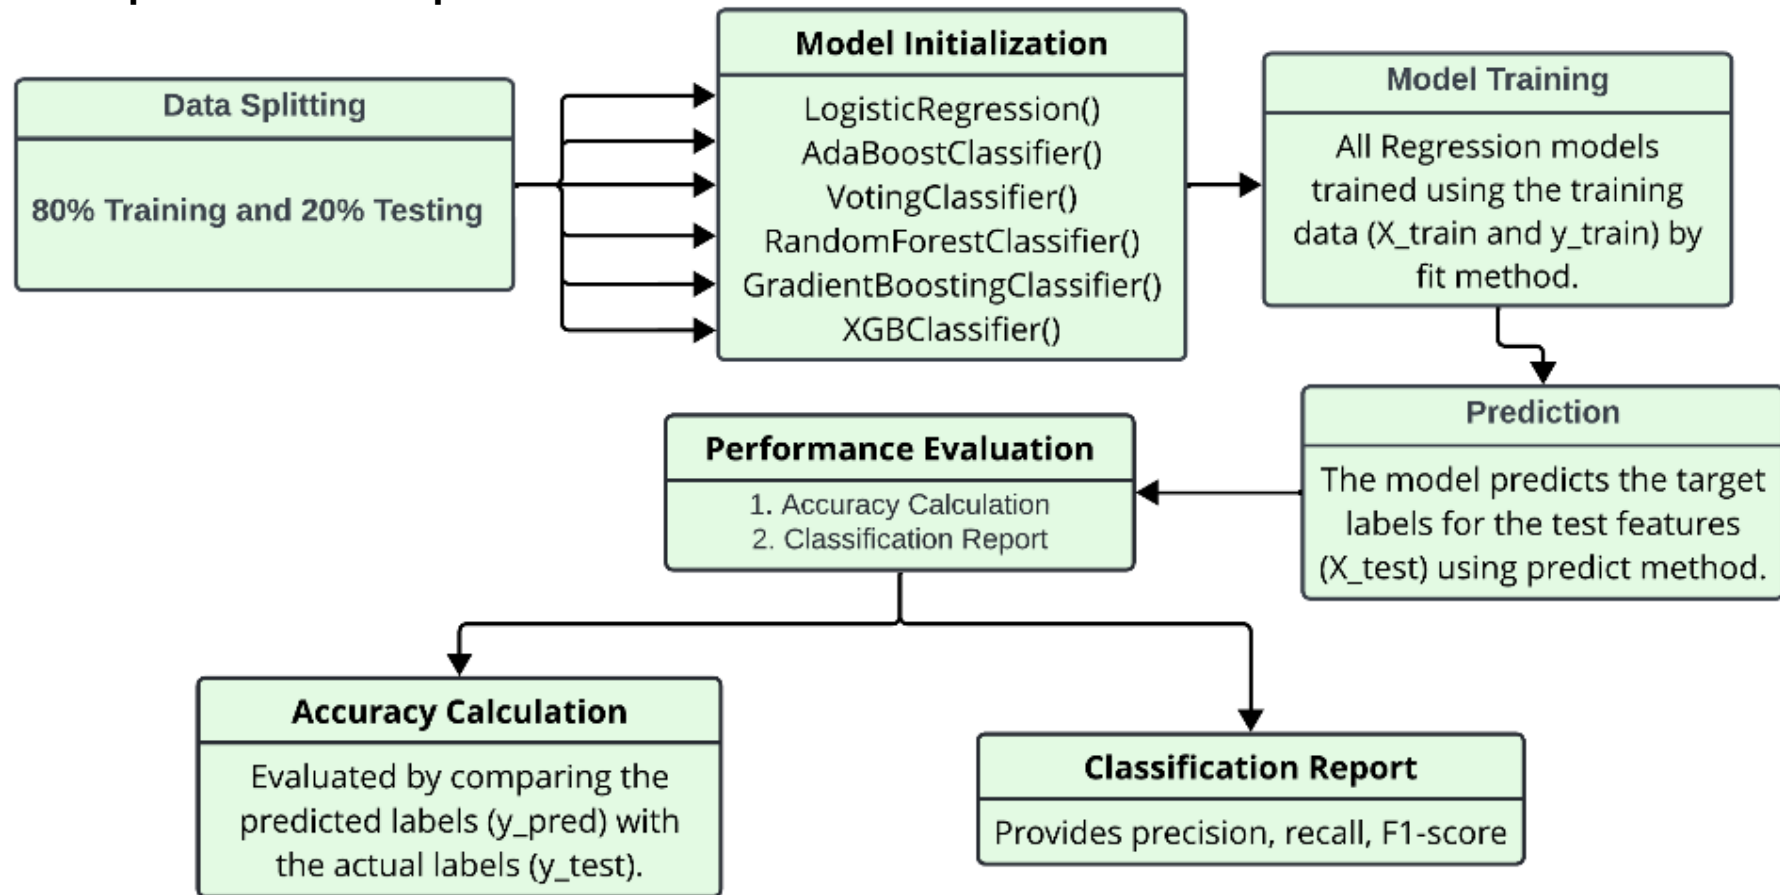 Data Splitting
80% Training and 20% Testing
Model Initialization
LogisticRegression()
AdaBoostClassifier()
VotingClassifier()
RandomForestClassifier()
GradientBoostingClassifier()
XGBClassifier()
Model Training
All Regression models
trained using the training
data (X_train and y_train) by
fit method.
Prediction
The model predicts the target
labels for the test features
(X_test) using predict method.
Performance Evaluation
1. Accuracy Calculation
2. Classification Report
Accuracy Calculation
Evaluated by comparing the
predicted labels (y_pred) with
the actual labels (y_test).
Classification Report
Provides precision, recall, F1-score